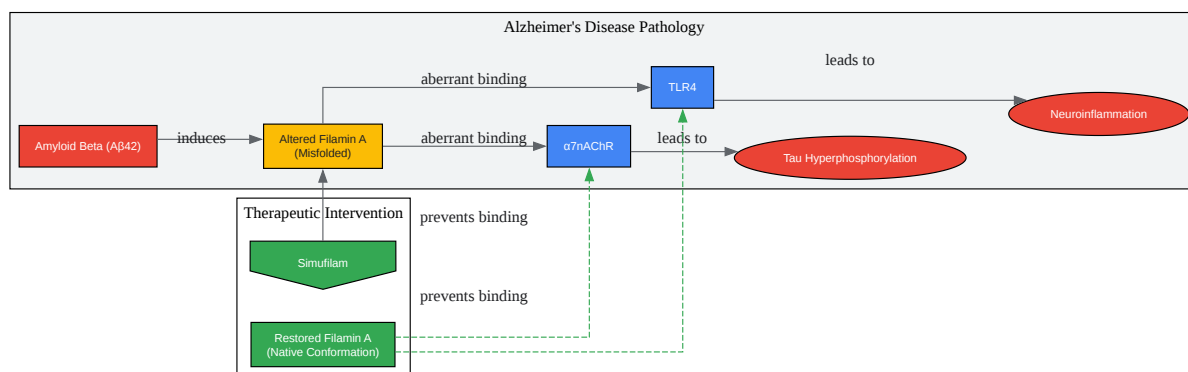 Alzheimer's Disease Pathology
leads to
aberrant binding
TLR4
Neuroinflammation
Amyloid Beta (Aβ42)
induces
Altered Filamin A
(Misfolded)
aberrant binding
α7nAChR
leads to
Tau Hyperphosphorylation
Therapeutic Intervention
prevents binding
Simufilam
prevents binding
Restored Filamin A
(Native Conformation)